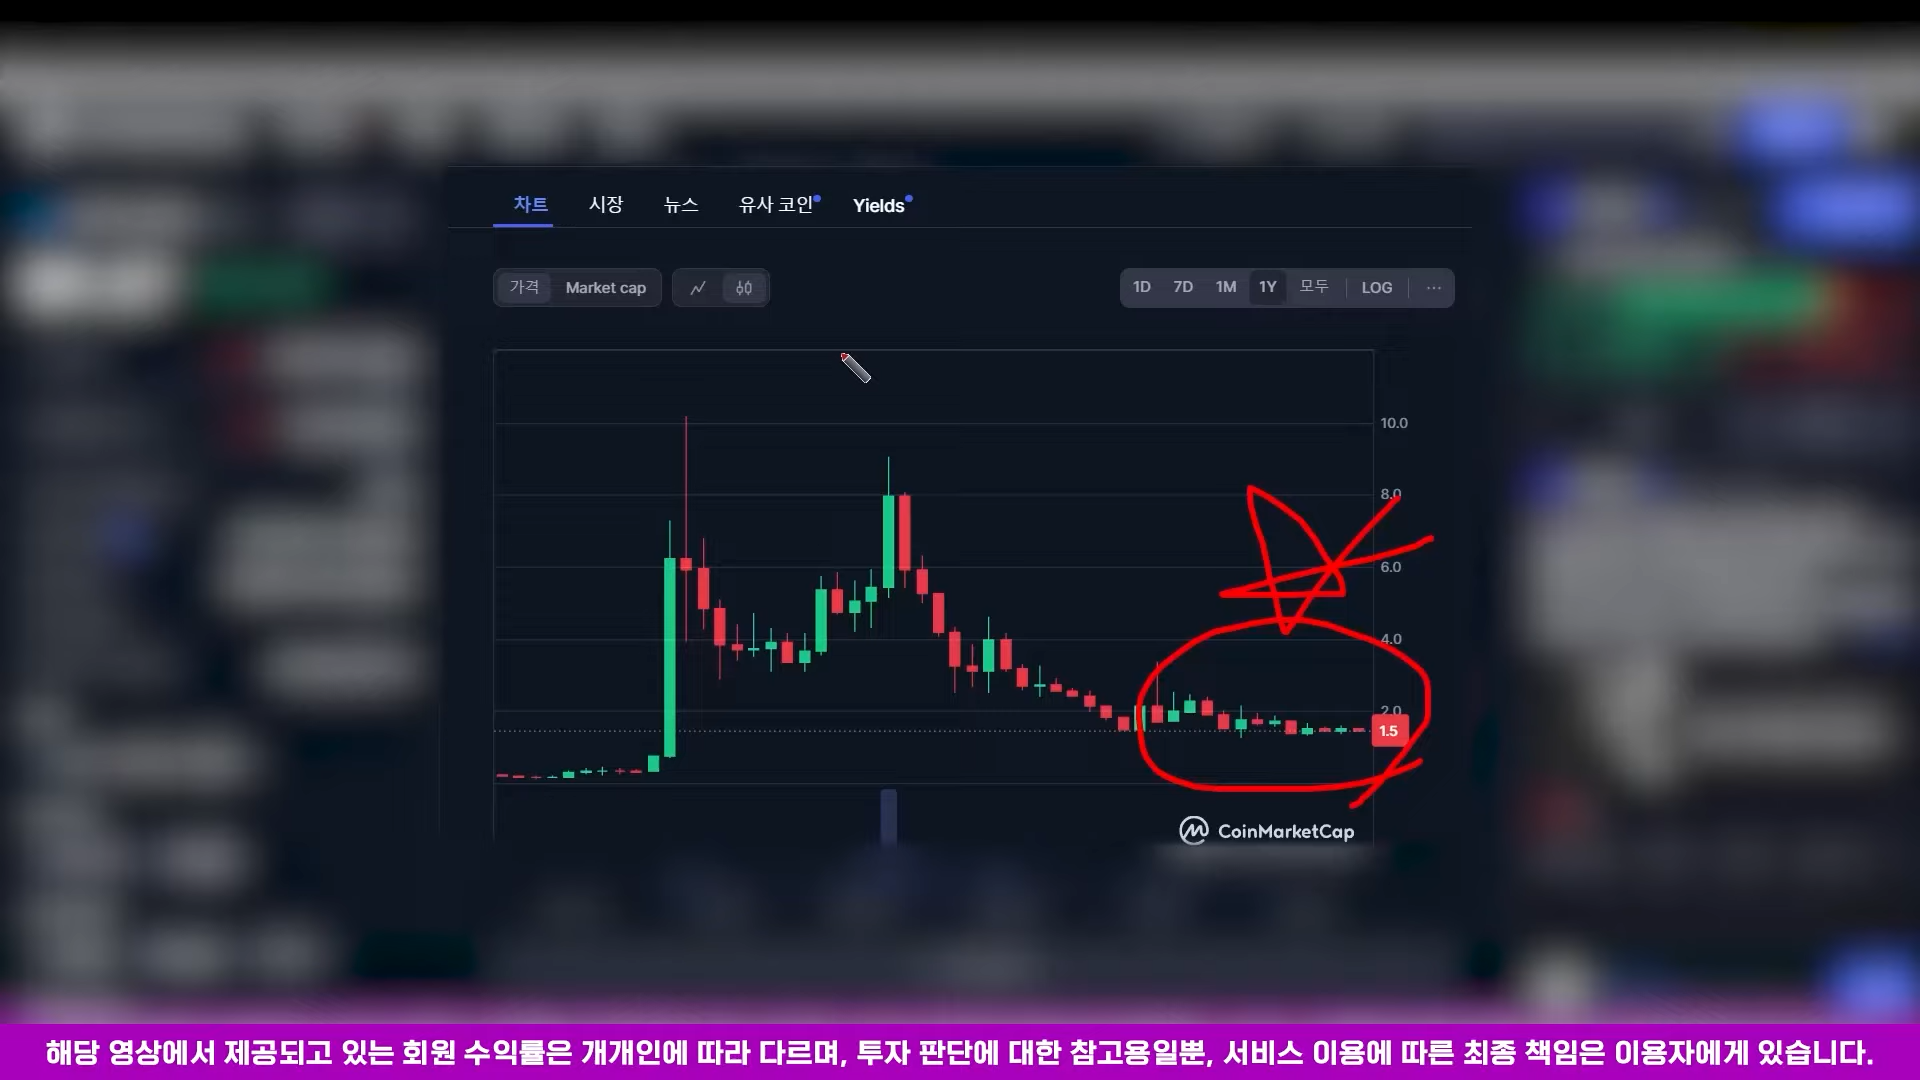 차트 시장 뉴스 유사 코인 Yields
가격 Market cap 1D 7D 1M 1Y 모두 LOG ...
10.0
8.0
6.0
4.0
2.0
1.5
CoinMarketCap
해당 영상에서 제공되고 있는 회원 수익률은 개개인에 따라 다르며, 투자 판단에 대한 참고용일뿐, 서비스 이용에 따른 최종 책임은 이용자에게 있습니다.